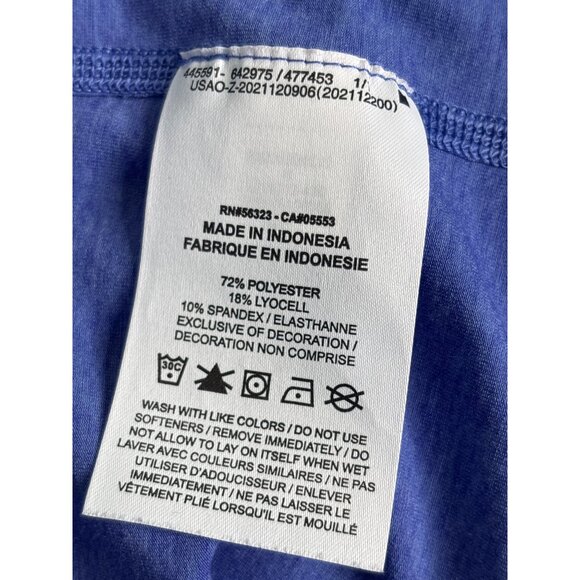 445591- 642975 / 477453 1/
USAO-Z-2021120906(202112200)
RN#56323 - CA#05553
MADE IN INDONESIA
FABRIQUE EN INDONESIE
72% POLYESTER
18% LYOCELL
10% SPANDEX / ELASTHANNE
EXCLUSIVE OF DECORATION /
DECORATION NON COMPRISE
30C
WASH WITH LIKE COLORS / DO NOT USE
SOFTENERS / REMOVE IMMEDIATELY / DO
NOT ALLOW TO LAY ON ITSELF WHEN WET
LAVER AVEC COULEURS SIMILAIRES / NE PAS
UTILISER D'ADOUCISSEUR / ENLEVER
IMMEDIATEMENT / NE PAS LAISSER LE
VÊTEMENT PLIÉ LORSQU'IL EST MOUILLÉ